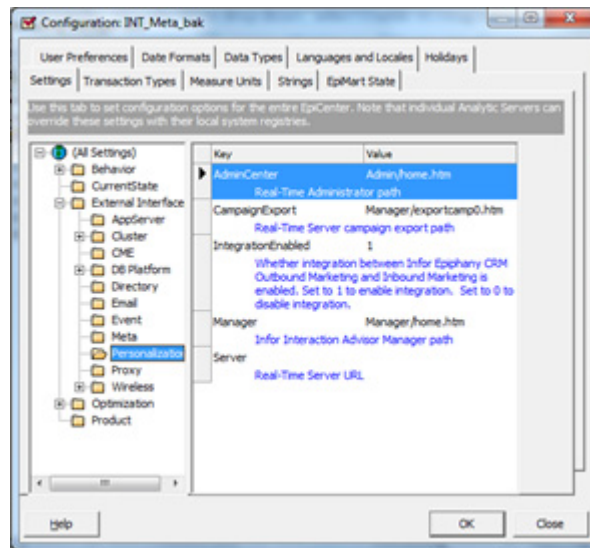 Configuration: INT_Meta_bak
User Preferences Date Formats Data Types Languages and Locales Holidays
Settings Transaction Types Measure Units Strings EpiMart State
Use this tab to set configuration options for the entire EpiCenter. Note that individual Analytic Servers can
override these settings with their local system registries.
(All Settings)
Behavior
CurrentState
External Interface
AppServer
Cluster
CME
DB Platform
Directory
Email
Event
Meta
Personalization
Proxy
Wireless
Optimization
Product
Key Value
AdminCenter Admin/home.htm
Real-Time Administrator path
CampaignExport Manager/exportcamp0.htm
Real-Time Server campaign export path
IntegrationEnabled 1
Whether integration between Infor Epiphany CRM
Outbound Marketing and Inbound Marketing is
enabled. Set to 1 to enable integration. Set to 0 to
disable integration.
Manager Manager/home.htm
Infor Interaction Advisor Manager path
Server
Real-Time Server URL
Help OK Close